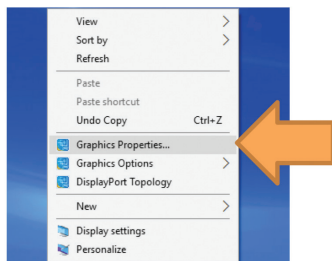 View
Sort by
Refresh
Paste
Paste shortcut
Undo Copy Ctrl+Z
Graphics Properties...
Graphics Options
DisplayPort Topology
New
Display settings
Personalize